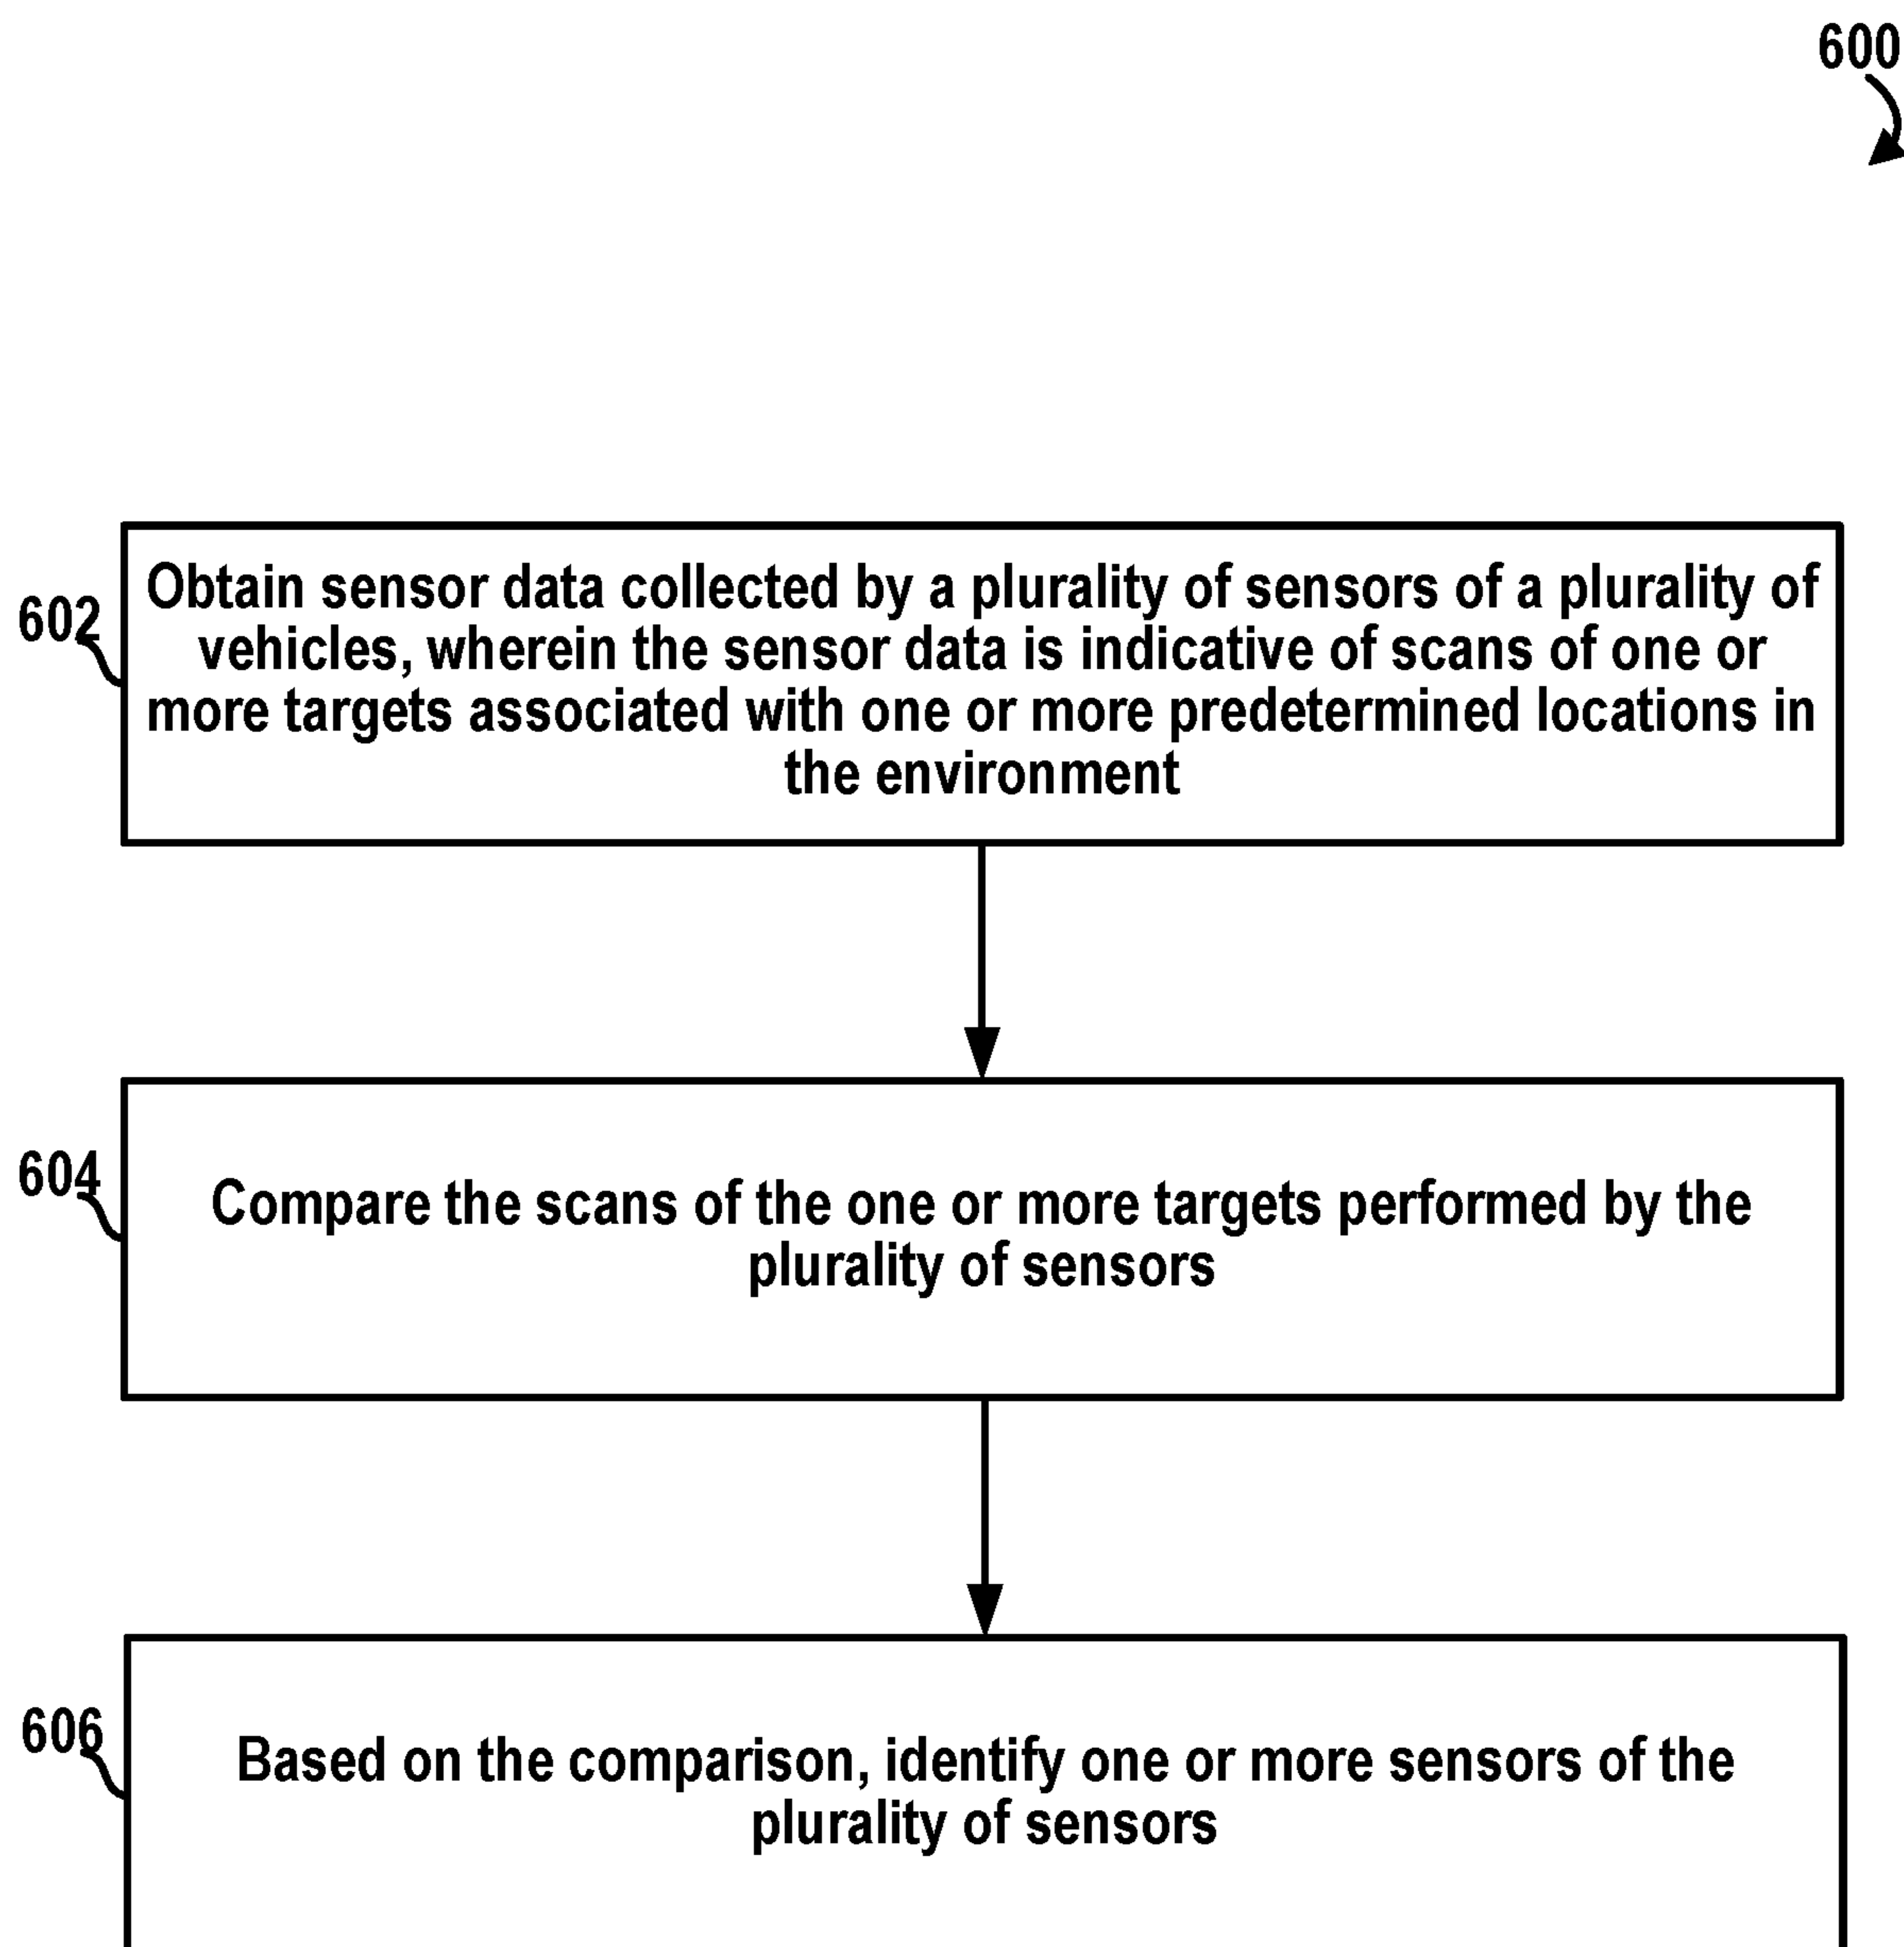 600
602
Obtain sensor data collected by a plurality of sensors of a plurality of
vehicles, wherein the sensor data is indicative of scans of one or
more targets associated with one or more predetermined locations in
the environment
604
Compare the scans of the one or more targets performed by the
plurality of sensors
606
Based on the comparison, identify one or more sensors of the
plurality of sensors